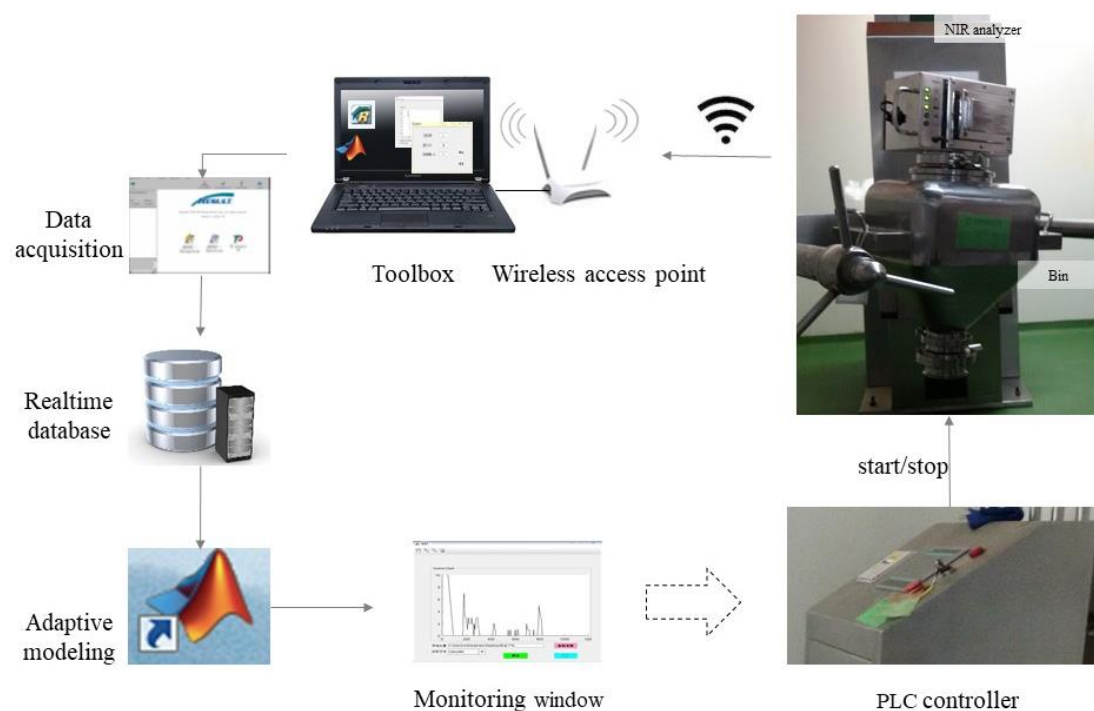 NIR analyzer
Data
acquisition
Toolbox
Wireless access point
Bin
Realtime
database
start/stop
Adaptive
modeling
Monitoring window
PLC controller